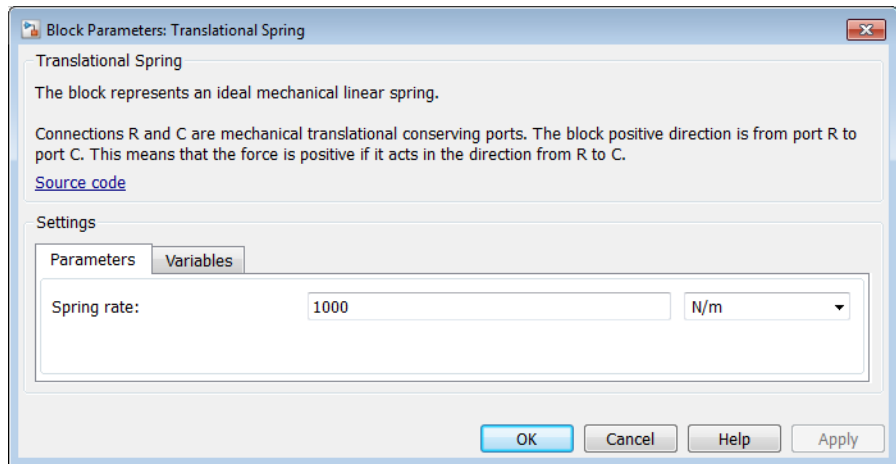 Block Parameters: Translational Spring
Translational Spring
The block represents an ideal mechanical linear spring.
Connections R and C are mechanical translational conserving ports. The block positive direction is from port R to
port C. This means that the force is positive if it acts in the direction from R to C.
Source code
Settings
Parameters Variables
Spring rate: 1000 N/m
OK Cancel Help Apply